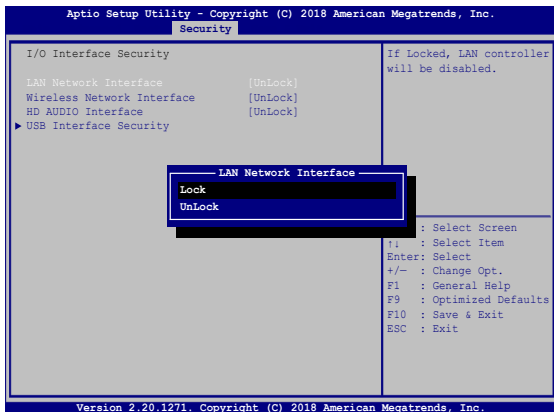 Aptio Setup Utility - Copyright (C) 2018 American Megatrends, Inc.
Security
I/O Interface Security
LAN Network Interface [UnLock]
Wireless Network Interface [UnLock]
HD AUDIO Interface [UnLock]
USB Interface Security
If Locked, LAN controller
will be disabled.
LAN Network Interface
Lock
UnLock
: Select Screen
↑↓ : Select Item
Enter: Select
+/— : Change Opt.
F1 : General Help
F9 : Optimized Defaults
F10 : Save & Exit
ESC : Exit
Version 2.20.1271. Copyright (C) 2018 American Megatrends, Inc.